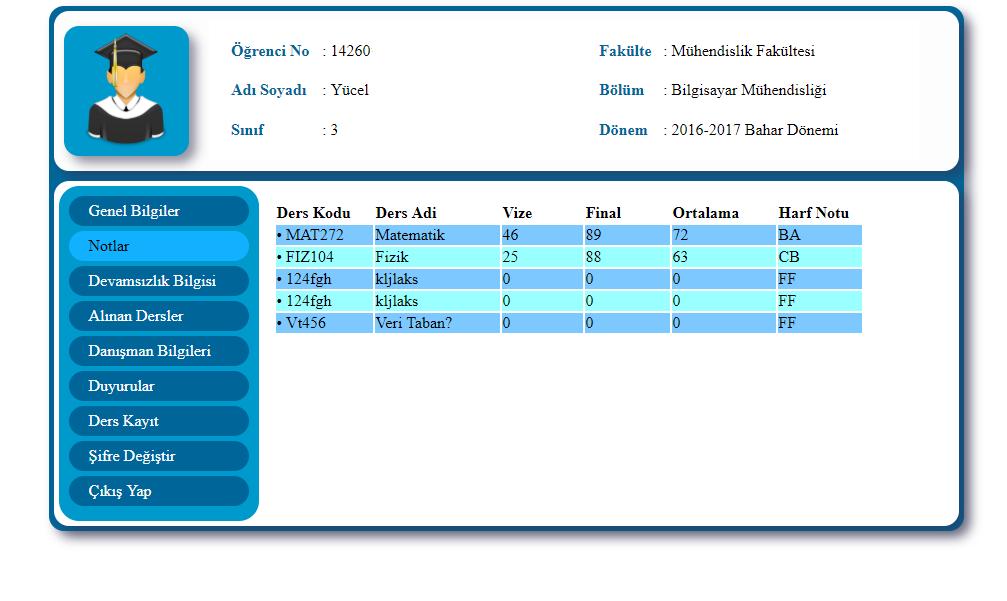 Öğrenci No : 14260 Fakülte : Mühendislik Fakültesi
Adı Soyadı : Yücel Bölüm : Bilgisayar Mühendisliği
Sınıf : 3 Dönem : 2016-2017 Bahar Dönemi
Genel Bilgiler
Notlar
Devamsızlık Bilgisi
Alınan Dersler
Danışman Bilgileri
Duyurular
Ders Kayıt
Şifre Değiştir
Çıkış Yap
Ders Kodu Ders Adi Vize Final Ortalama Harf Notu
• MAT272 Matematik 46 89 72 BA
• FIZ104 Fizik 25 88 63 CB
• 124fgh kljlaks 0 0 0 FF
• 124fgh kljlaks 0 0 0 FF
• Vt456 Veri Taban? 0 0 0 FF